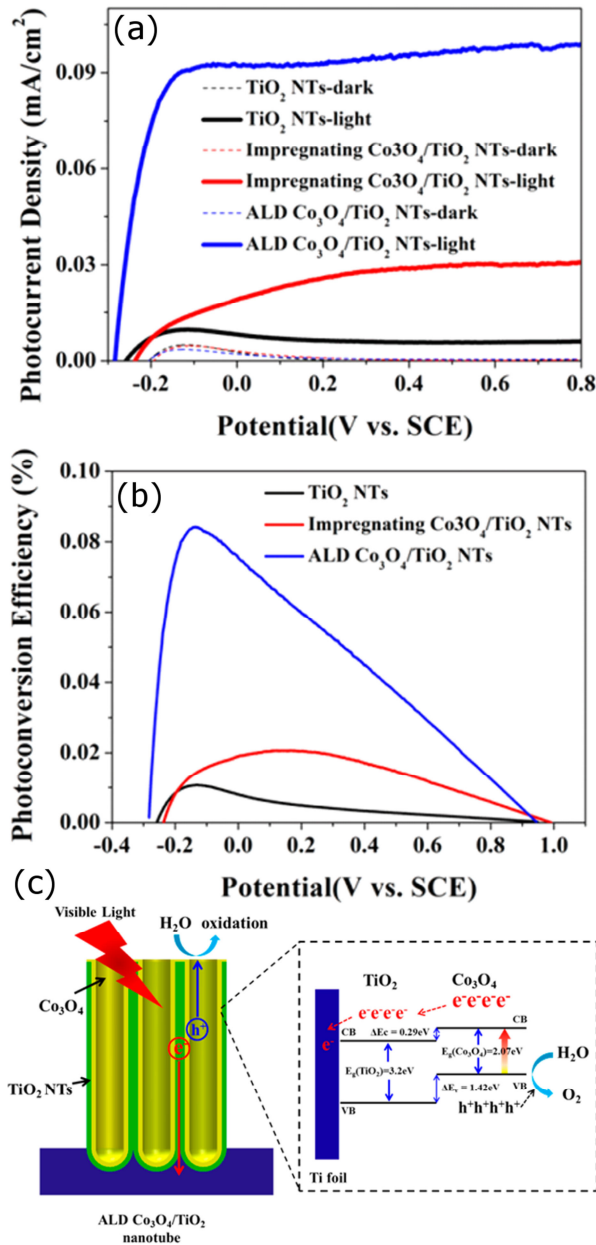 (a)
Photocurrent Density (mA/cm²)
0.09
0.06
0.03
0.00
TiO₂ NTs-dark
TiO₂ NTs-light
Impregnating Co3O₄/TiO₂ NTs-dark
Impregnating Co3O₄/TiO₂ NTs-light
ALD Co₃O₄/TiO₂ NTs-dark
ALD Co₃O₄/TiO₂ NTs-light
-0.2 0.0 0.2 0.4 0.6 0.8
Potential(V vs. SCE)
(b)
Photoconversion Efficiency (%)
0.10
0.08
0.06
0.04
0.02
0.00
TiO₂ NTs
Impregnating Co3O₄/TiO₂ NTs
ALD Co₃O₄/TiO₂ NTs
-0.4 -0.2 0.0 0.2 0.4 0.6 0.8 1.0
Potential(V vs. SCE)
(c)
Visible Light
H₂O oxidation
Co₃O₄
h⁺
e⁻
TiO₂ NTs
ALD Co₃O₄/TiO₂
nanotube
TiO₂ Co₃O₄
e⁻e⁻e⁻e⁻ e⁻e⁻e⁻e⁻
CB
e⁻
CB ΔEc = 0.29eV
Eg(TiO₂)=3.2eV
Eg(Co₃O₄)=2.07eV
H₂O
ΔEᵥ = 1.42eV
VB
O₂
VB
h⁺h⁺h⁺h⁺
Ti foil